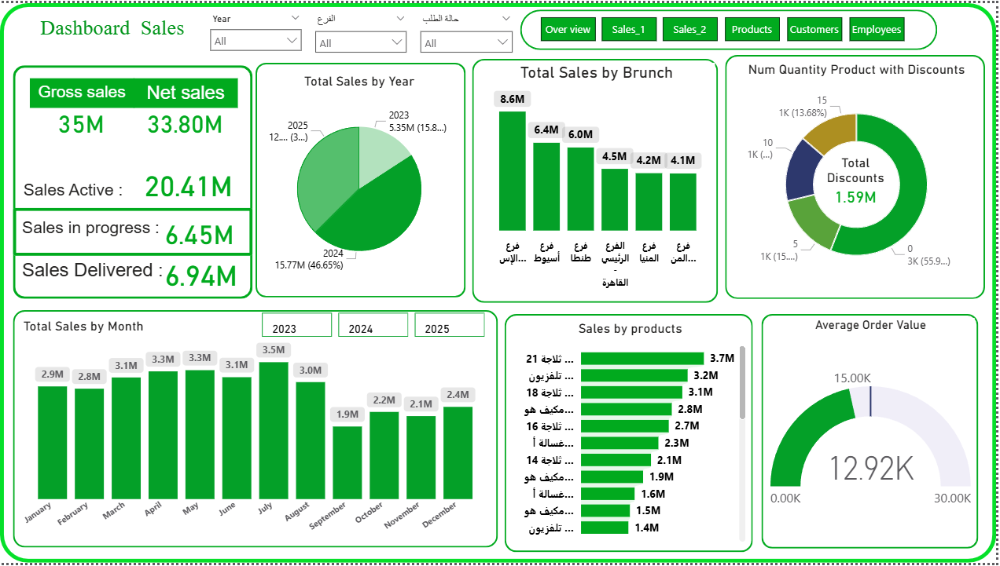 Dashboard Sales
Year
All
الفرع
All
حالة الطلب
All
Over view
Sales_1
Sales_2
Products
Customers
Employees
Gross sales
Net sales
35M
33.80M
Sales Active :
20.41M
Sales in progress :
6.45M
Sales Delivered :
6.94M
Total Sales by Year
2023
5.35M (15.8...)
2025
12.... (3...)
2024
15.77M (46.65%)
Total Sales by Brunch
8.6M
6.4M
6.0M
4.5M
4.2M
4.1M
فرع
الإس...
فرع
أسيوط
فرع
طنطا
الفرع
الرئيسي
-
القاهرة
فرع
المنيا
فرع
المن...
Num Quantity Product with Discounts
15
1K (13.68%)
10
1K (...)
5
1K (15....)
0
3K (55.9...)
Total
Discounts
1.59M
Total Sales by Month
2023
2024
2025
2.9M
2.8M
3.1M
3.3M
3.3M
3.1M
3.5M
3.0M
1.9M
2.2M
2.1M
2.4M
January
February
March
April
May
June
July
August
September
October
November
December
Sales by products
ثلاجة 21 ...
3.7M
تلفزيون ...
3.2M
ثلاجة 18 ...
3.1M
مكيف هو...
2.8M
ثلاجة 16 ...
2.7M
غسالة أ...
2.3M
ثلاجة 14 ...
2.1M
مكيف هو...
1.9M
غسالة أ...
1.6M
مكيف هو...
1.5M
تلفزيون ...
1.4M
Average Order Value
15.00K
12.92K
0.00K
30.00K